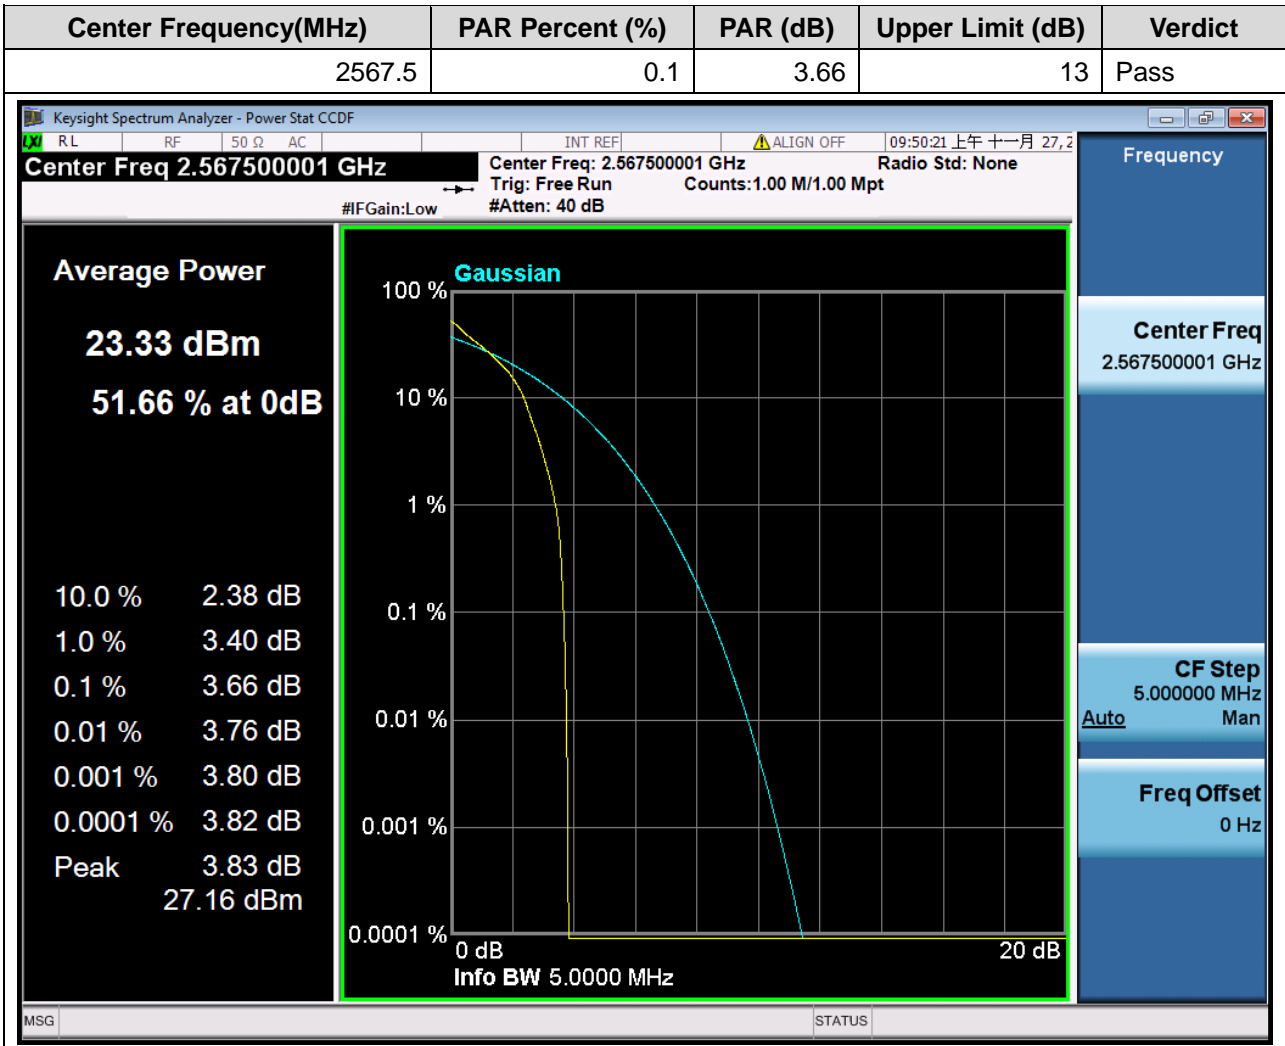 Center Frequency(MHz) PAR Percent (%) PAR (dB) Upper Limit (dB) Verdict
2567.5 0.1 3.66 13 Pass
Keysight Spectrum Analyzer - Power Stat CCDF
LXI RL RF 50 Ω AC INT REF ALIGN OFF 09:50:21 上午 十一月 27, 2
Center Freq 2.567500001 GHz
#IFGain:Low
Center Freq: 2.567500001 GHz
Radio Std: None
Trig: Free Run Counts:1.00 M/1.00 Mpt
#Atten: 40 dB
Average Power
23.33 dBm
51.66 % at 0dB
10.0 % 2.38 dB
1.0 % 3.40 dB
0.1 % 3.66 dB
0.01 % 3.76 dB
0.001 % 3.80 dB
0.0001 % 3.82 dB
Peak 3.83 dB
27.16 dBm
Gaussian
100 %
10 %
1 %
0.1 %
0.01 %
0.001 %
0.0001 %
0 dB 20 dB
Info BW 5.0000 MHz
Frequency
Center Freq
2.567500001 GHz
CF Step
5.000000 MHz
Auto Man
Freq Offset
0 Hz
MSG STATUS